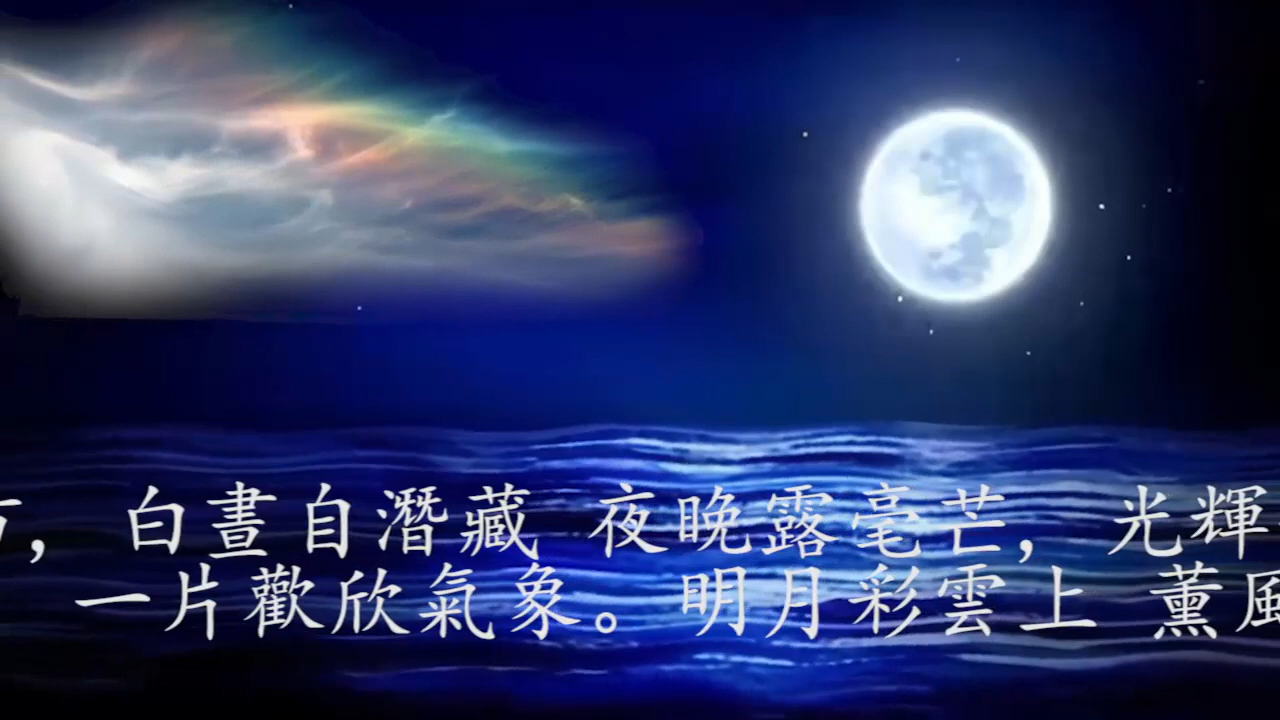 ，白晝自潛藏 夜晚露毫芒，光輝
一片歡欣氣象。明月彩雲上 薰風